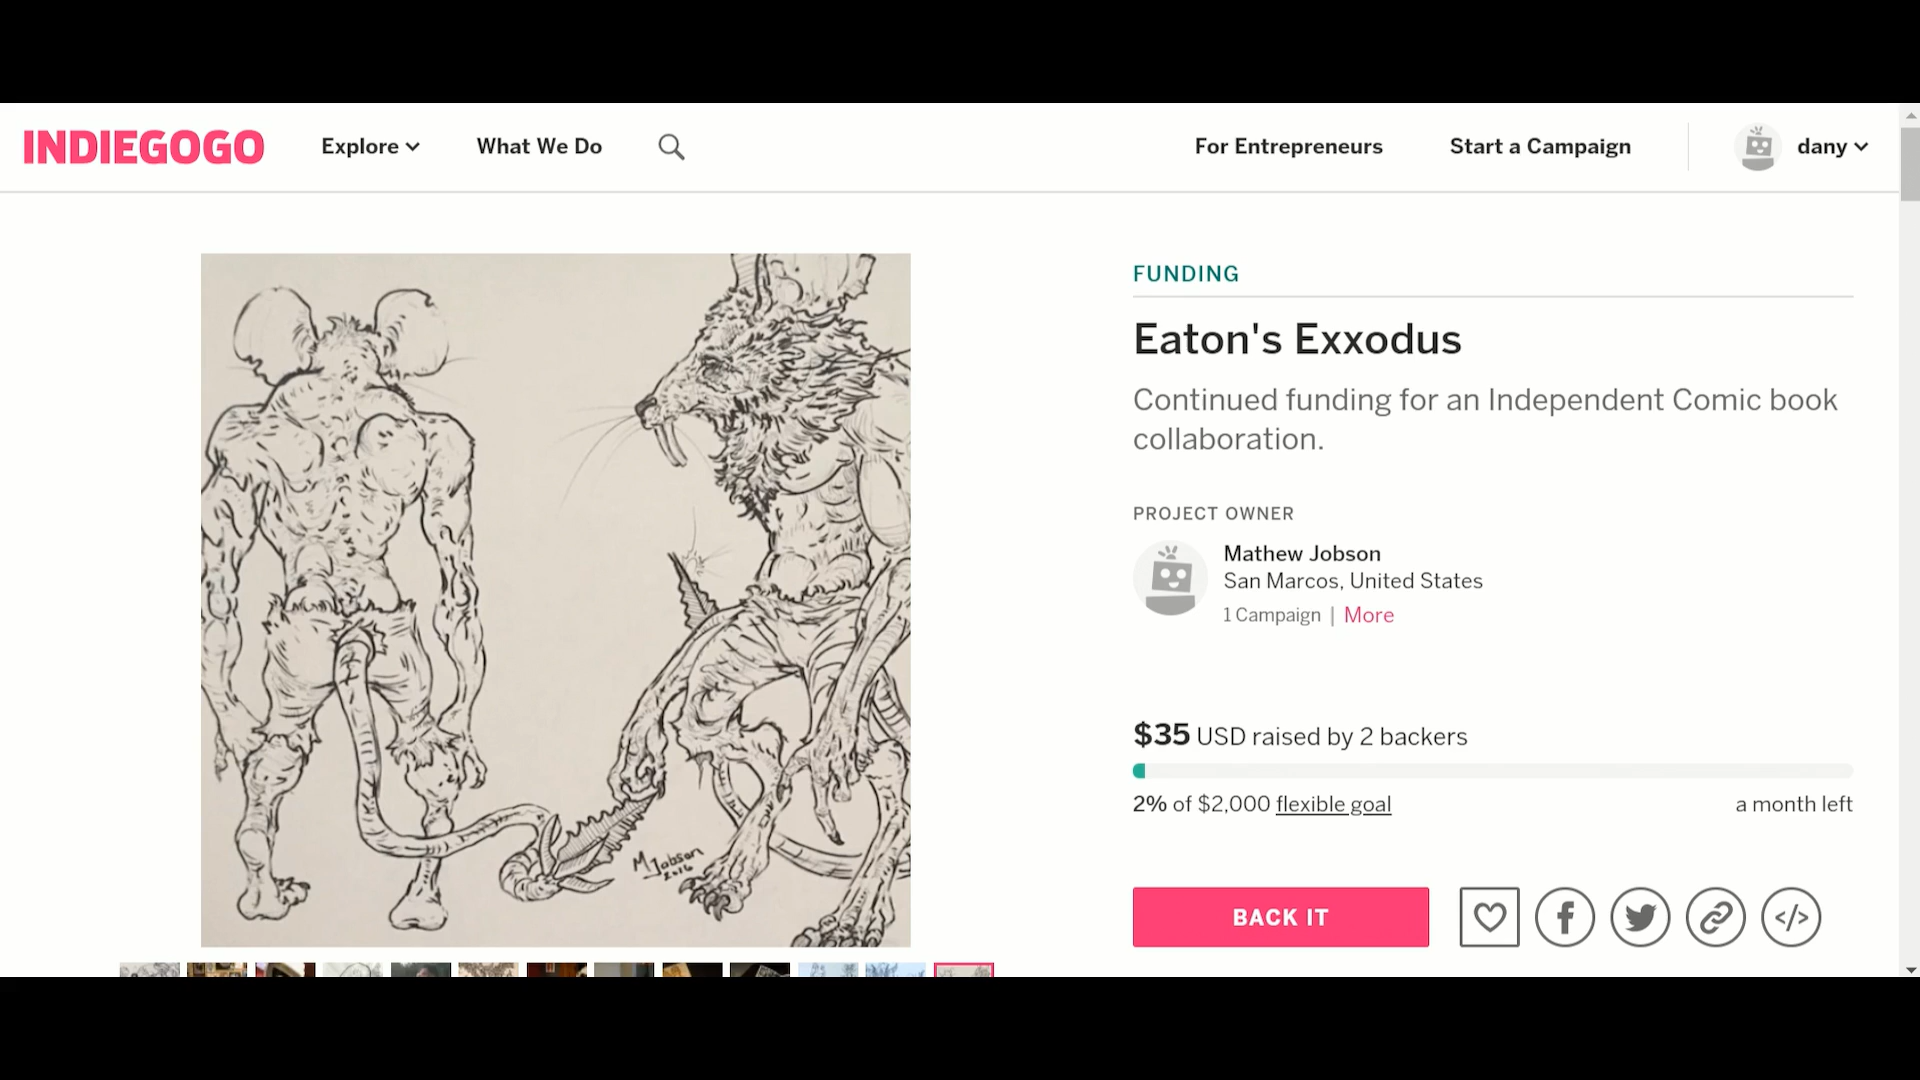 INDIEGOGO Explore What We Do For Entrepreneurs Start a Campaign dany
FUNDING
Eaton's Exxodus
Continued funding for an Independent Comic book
collaboration.
PROJECT OWNER
Mathew Jobson
San Marcos, United States
1 Campaign | More
$35 USD raised by 2 backers
2% of $2,000 flexible goal a month left
BACK IT
M Jobson
2016